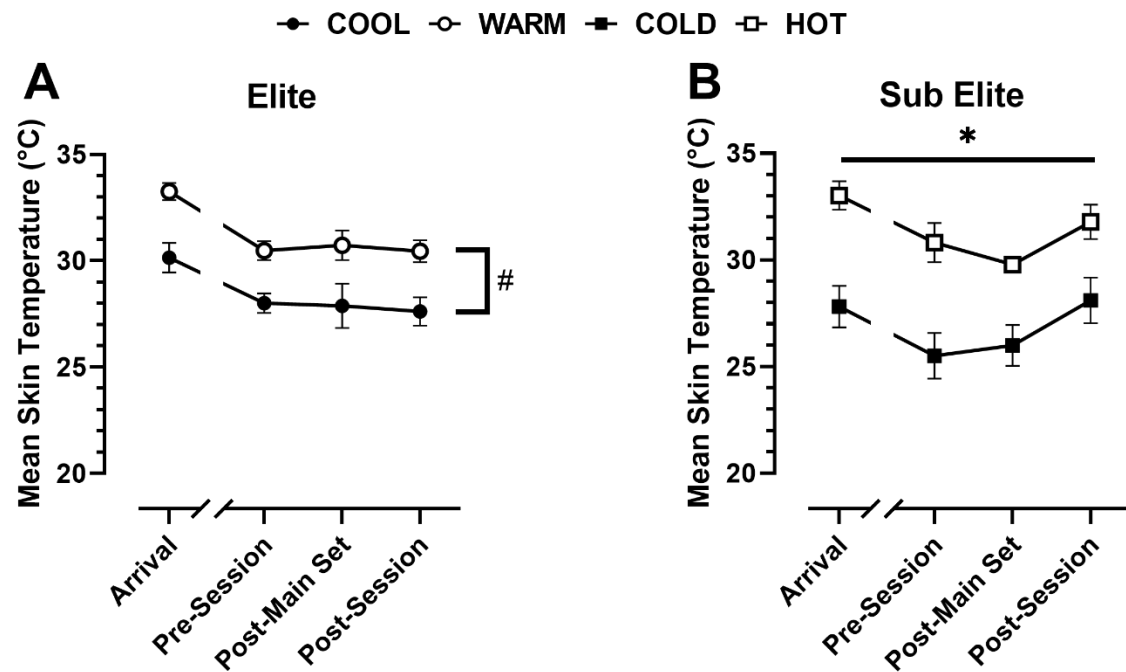 COOL WARM COLD HOT
A
Elite
Mean Skin Temperature (°C)
35
30
25
20
#
Arrival
Pre-Session
Post-Main Set
Post-Session
B
Sub Elite
*
Mean Skin Temperature (°C)
35
30
25
20
Arrival
Pre-Session
Post-Main Set
Post-Session